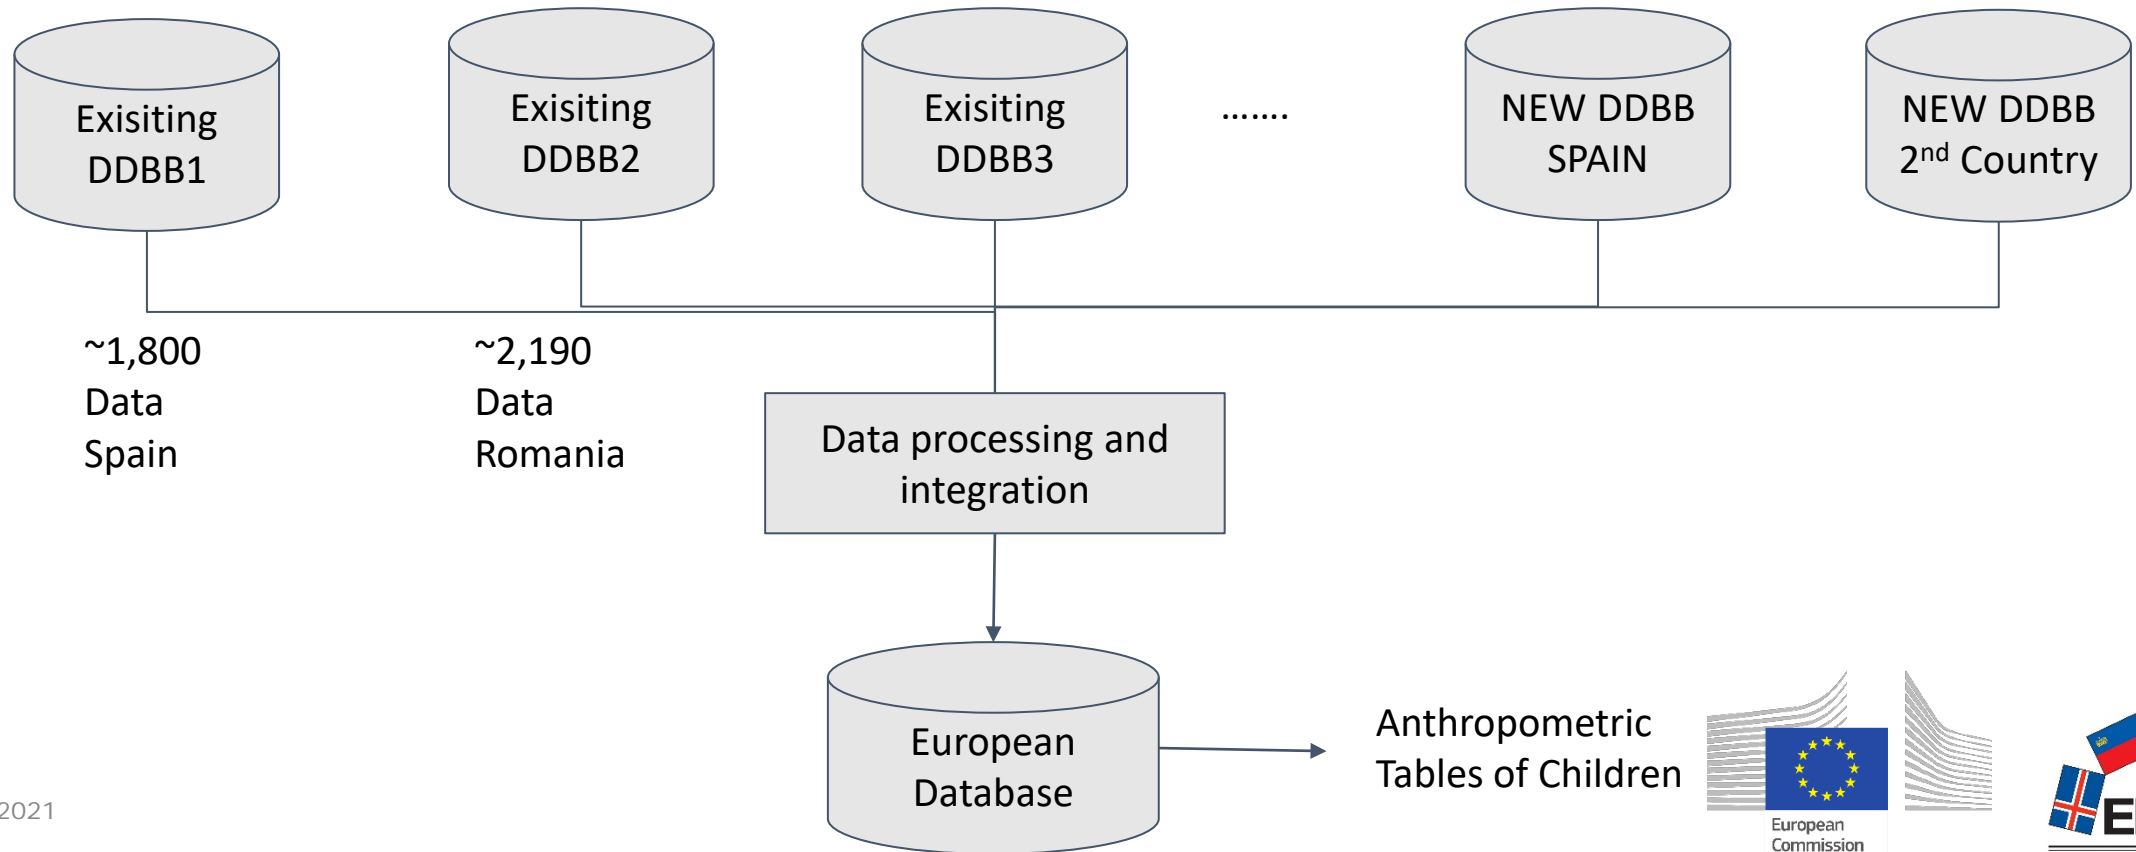 Exisiting
DDBB1
Exisiting
DDBB2
Exisiting
DDBB3
.......
NEW DDBB
SPAIN
NEW DDBB
2nd Country
~1,800
Data
Spain
~2,190
Data
Romania
Data processing and
integration
European
Database
Anthropometric
Tables of Children
European
Commission
2021